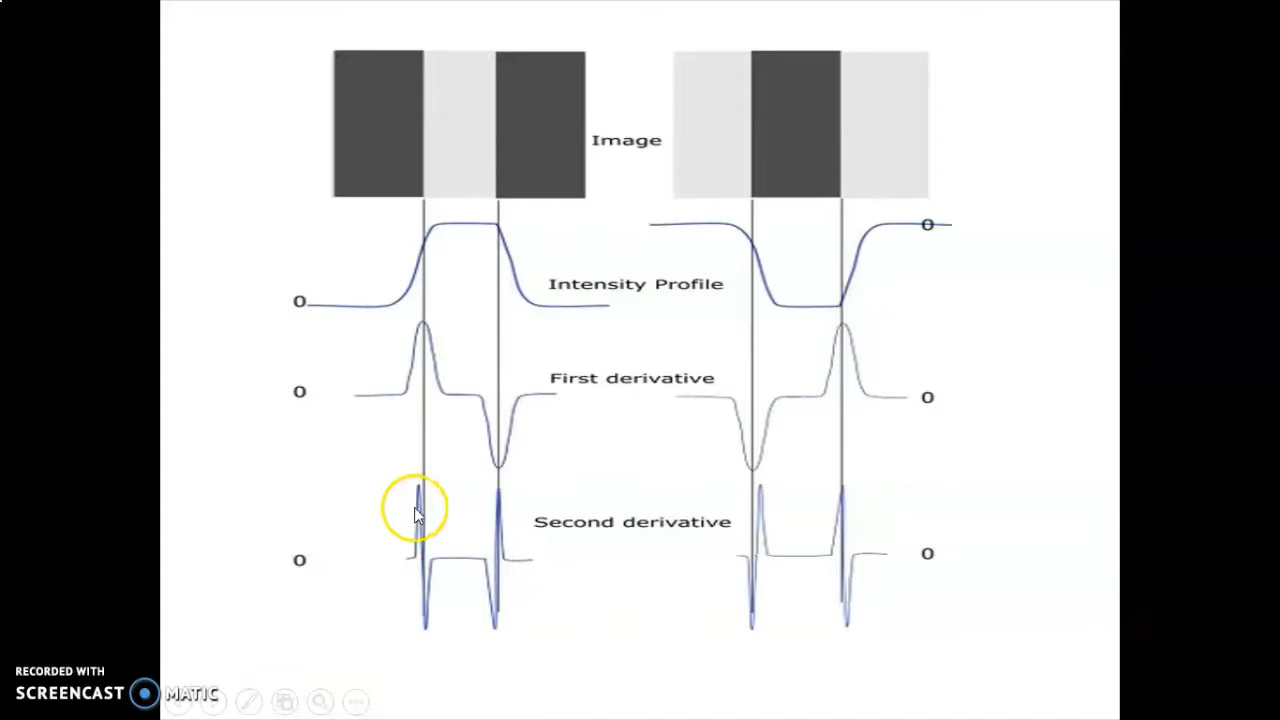 Image
0
Intensity Profile
0
First derivative
0
0
Second derivative
0
0
RECORDED WITH
SCREENCAST MATIC